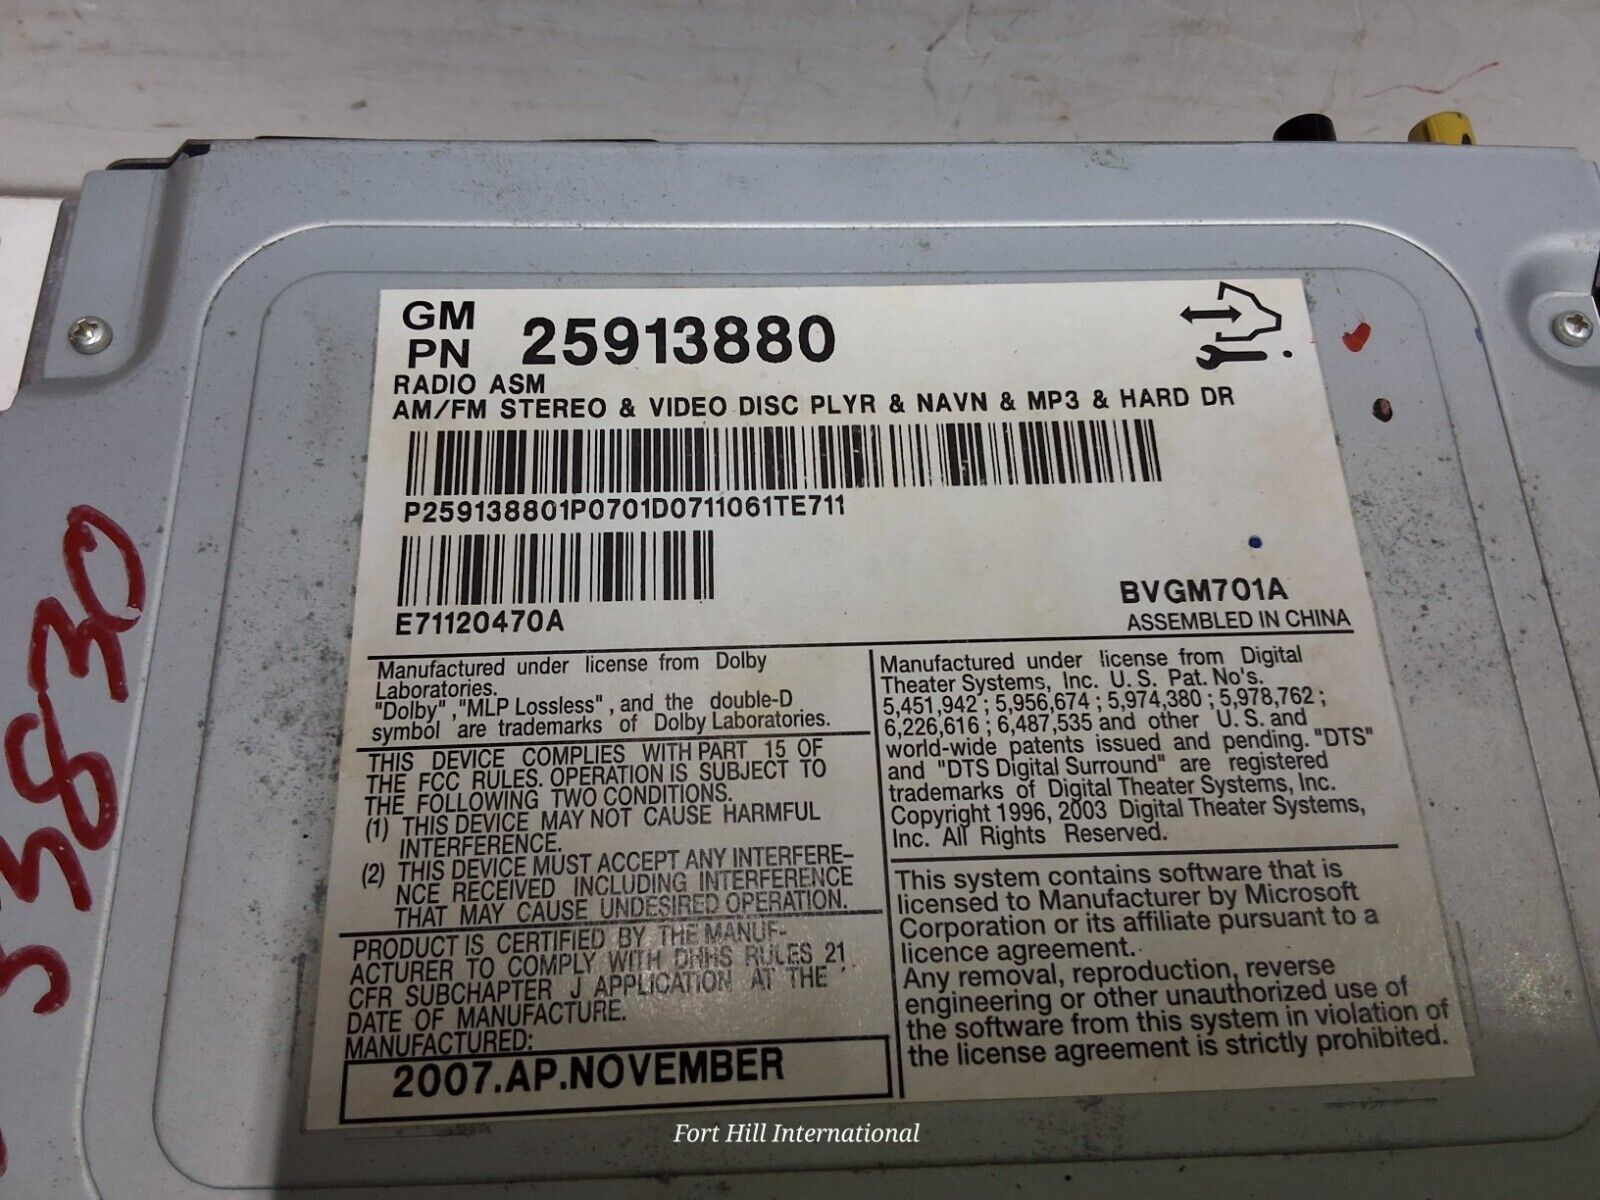 GM
PN 25913880
RADIO ASM
AM/FM STEREO & VIDEO DISC PLYR & NAVN & MP3 & HARD DR
P259138801P0701D0711061TE711
E71120470A
BVGM701A
ASSEMBLED IN CHINA
Manufactured under license from Dolby
Laboratories.
"Dolby","MLP Lossless", and the double-D
symbol are trademarks of Dolby Laboratories.
THIS DEVICE COMPLIES WITH PART 15 OF
THE FCC RULES. OPERATION IS SUBJECT TO
THE FOLLOWING TWO CONDITIONS.
(1) THIS DEVICE MAY NOT CAUSE HARMFUL
INTERFERENCE.
(2) THIS DEVICE MUST ACCEPT ANY INTERFERE-
NCE RECEIVED INCLUDING INTERFERENCE
THAT MAY CAUSE UNDESIRED OPERATION.
PRODUCT IS CERTIFIED BY THE MANUF-
ACTURER TO COMPLY WITH DHHS RULES 21
CFR SUBCHAPTER J APPLICATION AT THE
DATE OF MANUFACTURE.
MANUFACTURED:
2007.AP.NOVEMBER
Manufactured under license from Digital
Theater Systems, Inc. U.S. Pat. No's.
5,451,942 ; 5,956,674 ; 5,974,380 ; 5,978,762 ;
6,226,616 ; 6,487,535 and other U.S. and
world-wide patents issued and pending. "DTS"
and "DTS Digital Surround" are registered
trademarks of Digital Theater Systems, Inc.
Copyright 1996, 2003 Digital Theater Systems,
Inc. All Rights Reserved.
This system contains software that is
licensed to Manufacturer by Microsoft
Corporation or its affiliate pursuant to a
licence agreement.
Any removal, reproduction, reverse
engineering or other unauthorized use of
the software from this system in violation of
the license agreement is strictly prohibited.
Fort Hill International